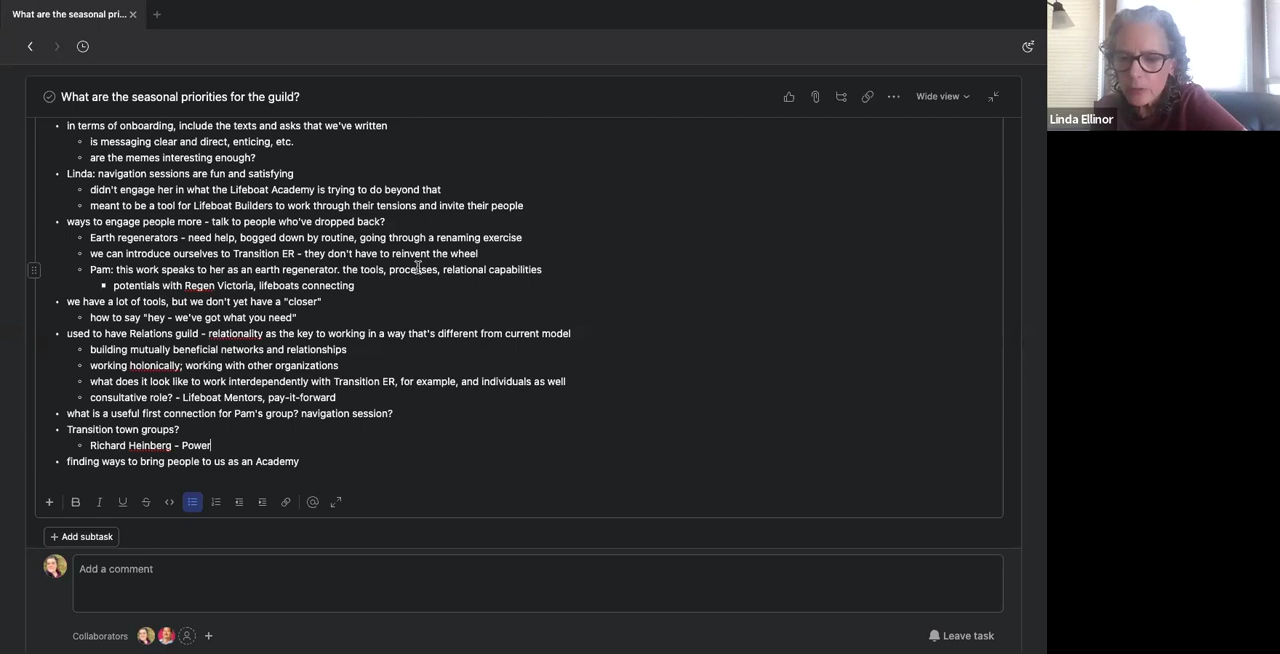 What are the seasonal pri...
What are the seasonal priorities for the guild?
Wide view
in terms of onboarding, include the texts and asks that we've written
is messaging clear and direct, enticing, etc.
are the memes interesting enough?
Linda: navigation sessions are fun and satisfying
didn't engage her in what the Lifeboat Academy is trying to do beyond that
meant to be a tool for Lifeboat Builders to work through their tensions and invite their people
ways to engage people more - talk to people who've dropped back?
Earth regenerators - need help, bogged down by routine, going through a renaming exercise
we can introduce ourselves to Transition ER - they don't have to reinvent the wheel
Pam: this work speaks to her as an earth regenerator. the tools, processes, relational capabilities
potentials with Regen Victoria, lifeboats connecting
we have a lot of tools, but we don't yet have a "closer"
how to say "hey - we've got what you need"
used to have Relations guild - relationality as the key to working in a way that's different from current model
building mutually beneficial networks and relationships
working holonically; working with other organizations
what does it look like to work interdependently with Transition ER, for example, and individuals as well
consultative role? - Lifeboat Mentors, pay-it-forward
what is a useful first connection for Pam's group? navigation session?
Transition town groups?
Richard Heinberg - Power
finding ways to bring people to us as an Academy
B I U S
Add subtask
Add a comment
Collaborators
Leave task
Linda Ellinor